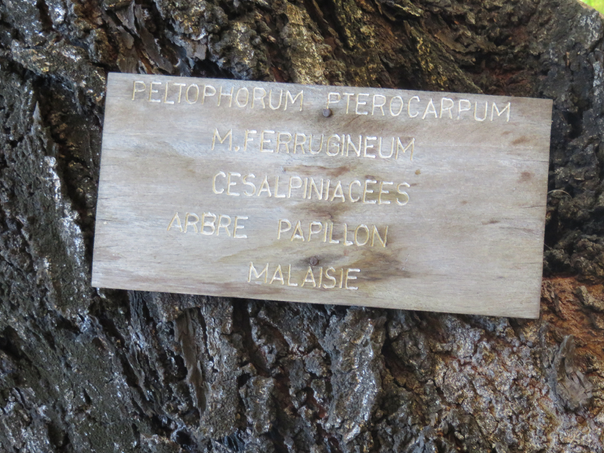 PELTOPHORUM PTEROCARPUM
M.FERRUGINEUM
CESALPINIACEES
ARBRE PAPILLON
MALAISIE